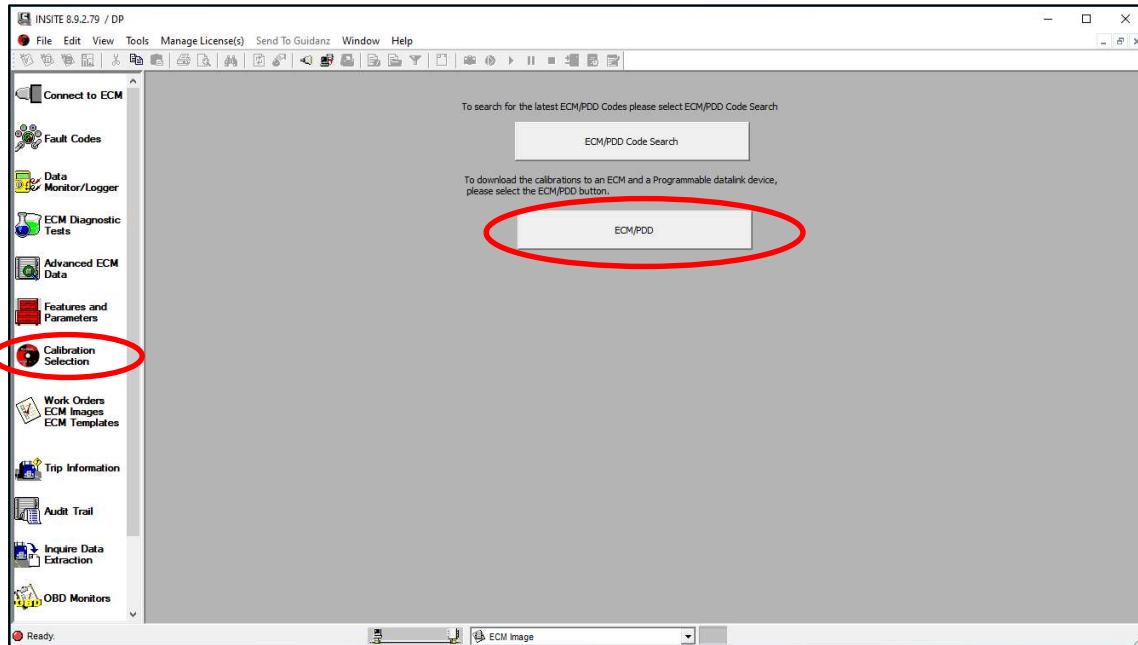 INSITE 8.9.2.79 / DP
File Edit View Tools Manage License(s) Send To Guidanz Window Help
Connect to ECM
Fault Codes
Data
Monitor/Logger
ECM Diagnostic
Tests
Advanced ECM
Data
Features and
Parameters
Calibration
Selection
Work Orders
ECM Images
ECM Templates
Trip Information
Audit Trail
Inquire Data
Extraction
OBD Monitors
To search for the latest ECM/PDD Codes please select ECM/PDD Code Search
ECM/PDD Code Search
To download the calibrations to an ECM and a Programmable datalink device,
please select the ECM/PDD button.
ECM/PDD
Ready.
ECM Image